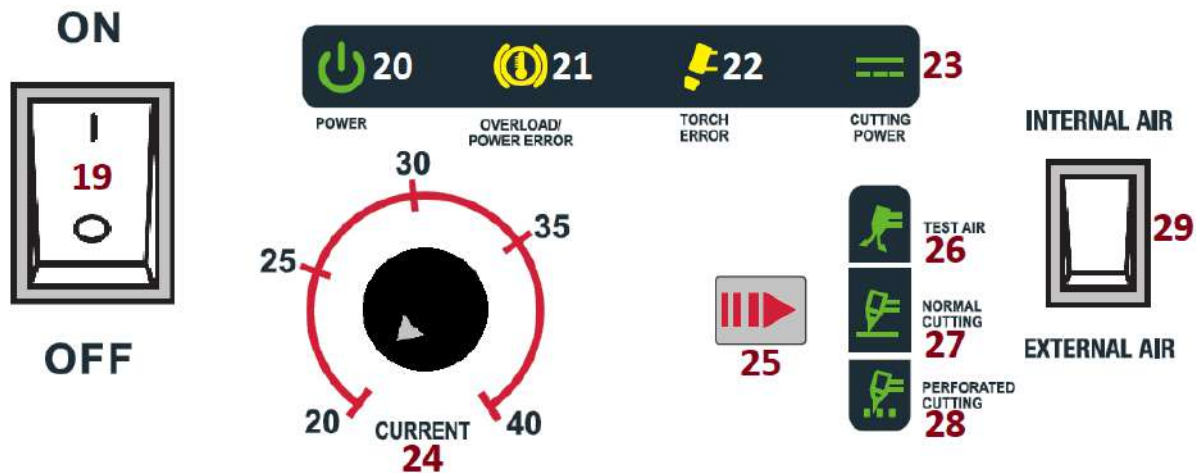 ON
19
OFF
20
21
22
23
POWER
OVERLOAD/
POWER ERROR
TORCH
ERROR
CUTTING
POWER
20
25
30
35
40
CURRENT
24
25
TEST AIR
26
NORMAL
CUTTING
27
PERFORATED
CUTTING
28
INTERNAL AIR
29
EXTERNAL AIR